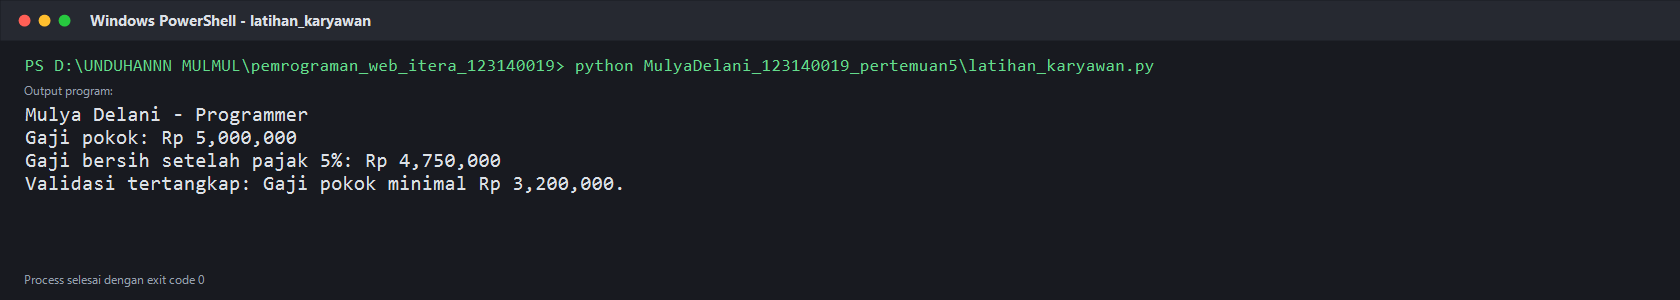 Windows PowerShell - latihan_karyawan
PS D:\UNDUHANNN MULMUL\pemrograman_web_itera_123140019> python MulyaDelani_123140019_pertemuan5\latihan_karyawan.py
Output program:
Mulya Delani - Programmer
Gaji pokok: Rp 5,000,000
Gaji bersih setelah pajak 5%: Rp 4,750,000
Validasi tertangkap: Gaji pokok minimal Rp 3,200,000.
Process selesai dengan exit code 0